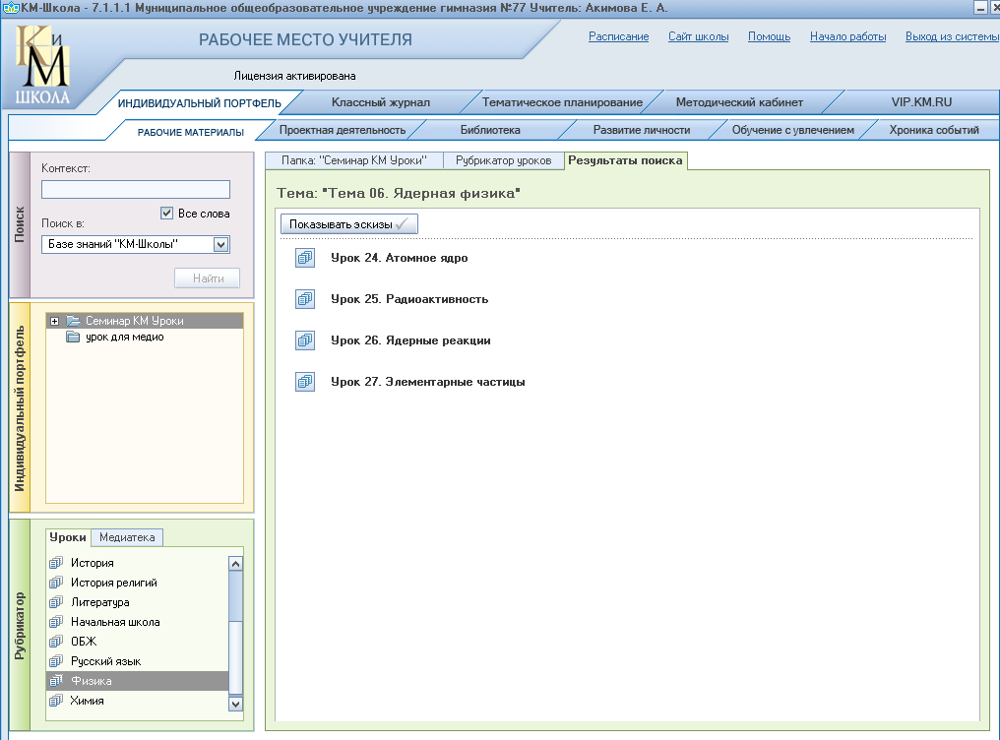 КМ-Школа - 7.1.1.1 Муниципальное общеобразовательное учреждение гимназия №77 Учитель: Акимова Е. А.
КИМ ШКОЛА
РАБОЧЕЕ МЕСТО УЧИТЕЛЯ
Расписание Сайт школы Помощь Начало работы Выход из системы
Лицензия активирована
ИНДИВИДУАЛЬНЫЙ ПОРТФЕЛЬ Классный журнал Тематическое планирование Методический кабинет VIP.KM.RU
РАБОЧИЕ МАТЕРИАЛЫ Проектная деятельность Библиотека Развитие личности Обучение с увлечением Хроника событий
Поиск
Контекст:
Все слова
Поиск в:
Базе знаний "КМ-Школы"
Найти
Индивидуальный портфель
Семинар КМ Уроки
урок для медио
Рубрикатор
Уроки Медиатека
История
История религий
Литература
Начальная школа
ОБЖ
Русский язык
Физика
Химия
Папка: "Семинар КМ Уроки" Рубрикатор уроков Результаты поиска
Тема: "Тема 06. Ядерная физика"
Показывать эскизы
Урок 24. Атомное ядро
Урок 25. Радиоактивность
Урок 26. Ядерные реакции
Урок 27. Элементарные частицы